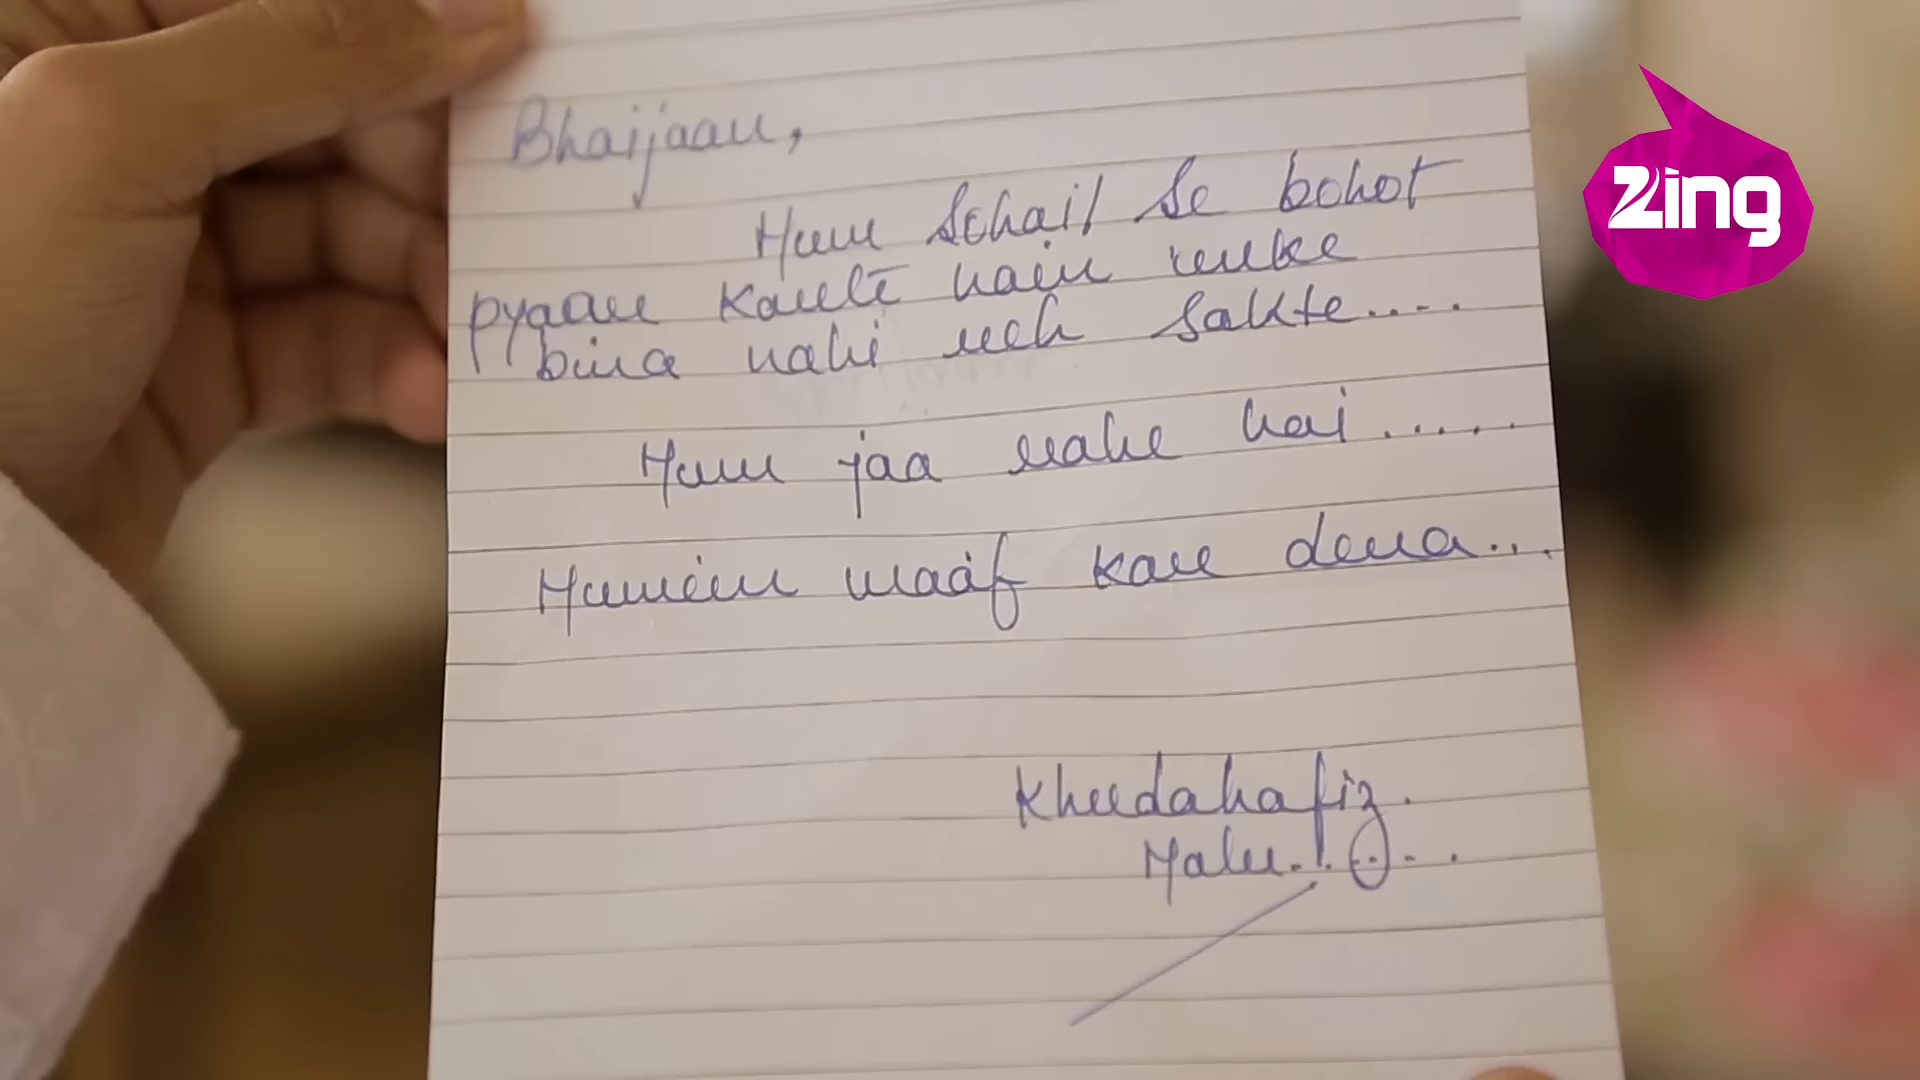 Bhaijaan,
Hum Sohail Se bohot
pyaar karte hain unke
bina nahi reh Sakte....
Hum jaa rahe hai.....
Humein maaf kar dena...
Khudahafiz.
Zing